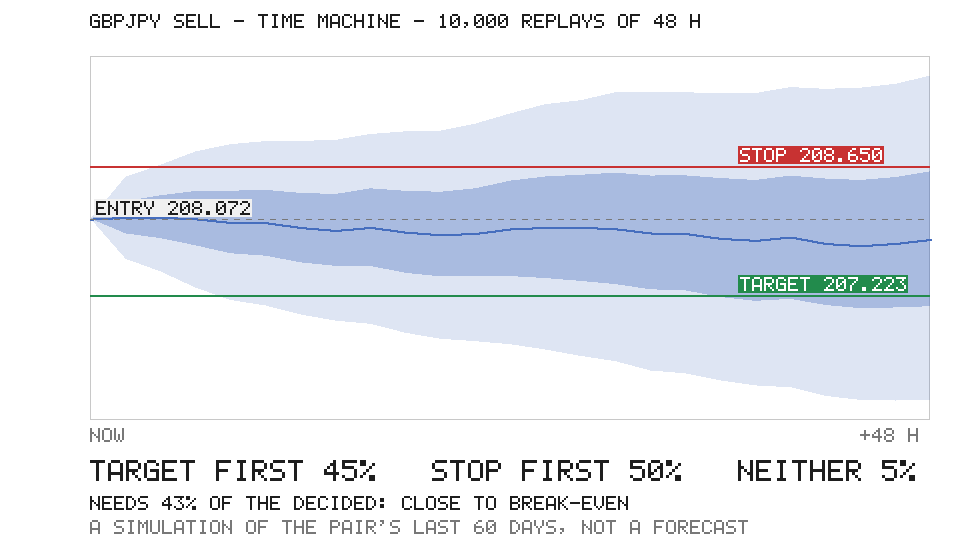 GBPJPY SELL - TIME MACHINE - 10,000 REPLAYS OF 48 H
STOP 208.650
ENTRY 208.072
TARGET 207.223
NOW +48 H
TARGET FIRST 45% STOP FIRST 50% NEITHER 5%
NEEDS 43% OF THE DECIDED: CLOSE TO BREAK-EVEN
A SIMULATION OF THE PAIR'S LAST 60 DAYS, NOT A FORECAST